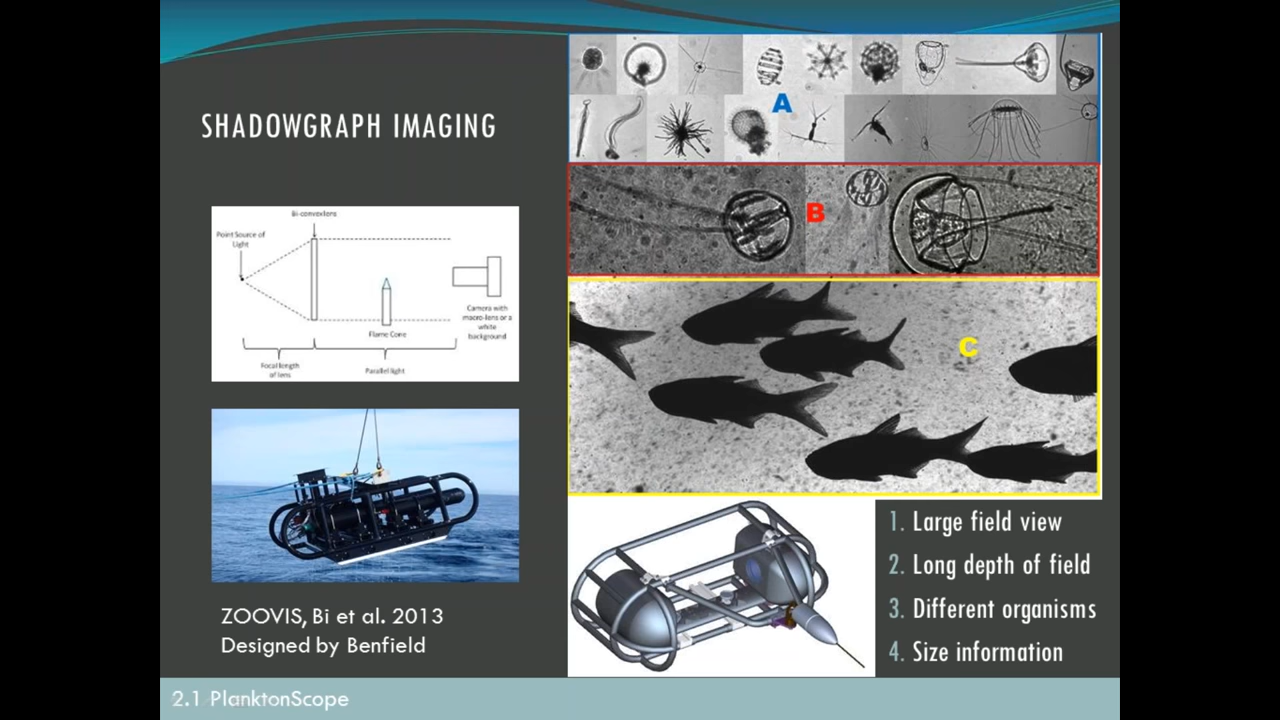 SHADOWGRAPH IMAGING
Bi-convexlens
Point Source of
Light
Flame Cone
Camera with
macro-lens or a
white
background
Focal length
of lens
Parallel light
A
B
C
ZOOVIS, Bi et al. 2013
Designed by Benfield
1. Large field view
2. Long depth of field
3. Different organisms
4. Size information
2.1 PlanktonScope